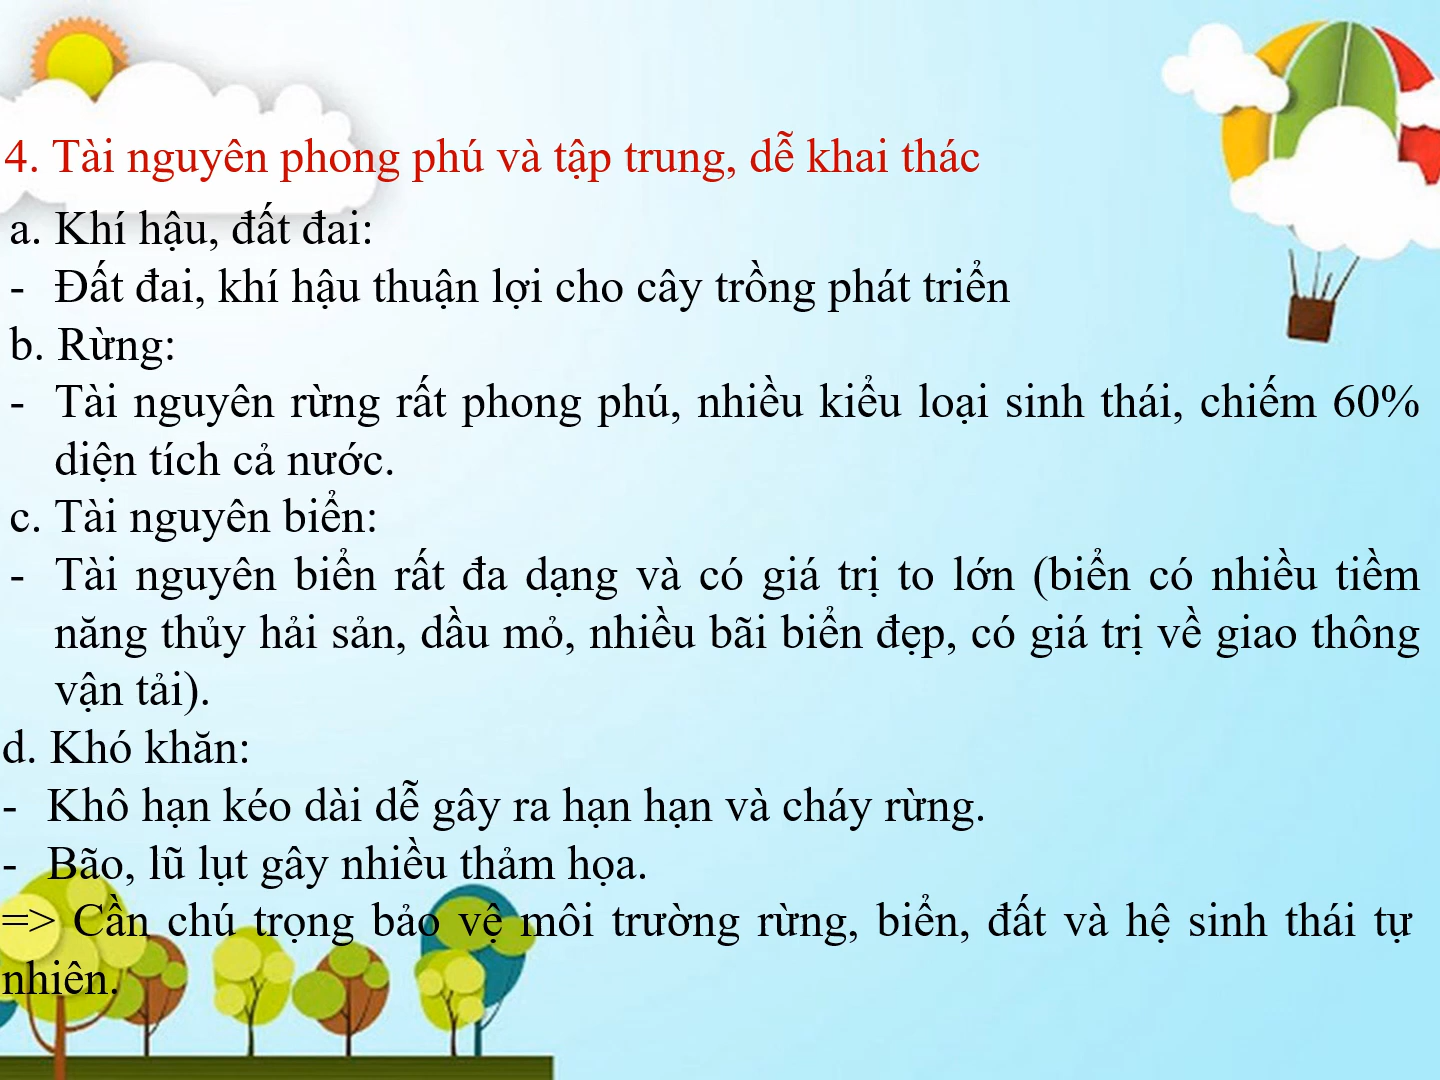 4. Tài nguyên phong phú và tập trung, dễ khai thác
a. Khí hậu, đất đai:
- Đất đai, khí hậu thuận lợi cho cây trồng phát triển
b. Rừng:
- Tài nguyên rừng rất phong phú, nhiều kiểu loại sinh thái, chiếm 60%
diện tích cả nước.
c. Tài nguyên biển:
- Tài nguyên biển rất đa dạng và có giá trị to lớn (biển có nhiều tiềm
năng thủy hải sản, dầu mỏ, nhiều bãi biển đẹp, có giá trị về giao thông
vận tải).
d. Khó khăn:
- Khô hạn kéo dài dễ gây ra hạn hạn và cháy rừng.
- Bão, lũ lụt gây nhiều thảm họa.
=> Cần chú trọng bảo vệ môi trường rừng, biển, đất và hệ sinh thái tự
nhiên.